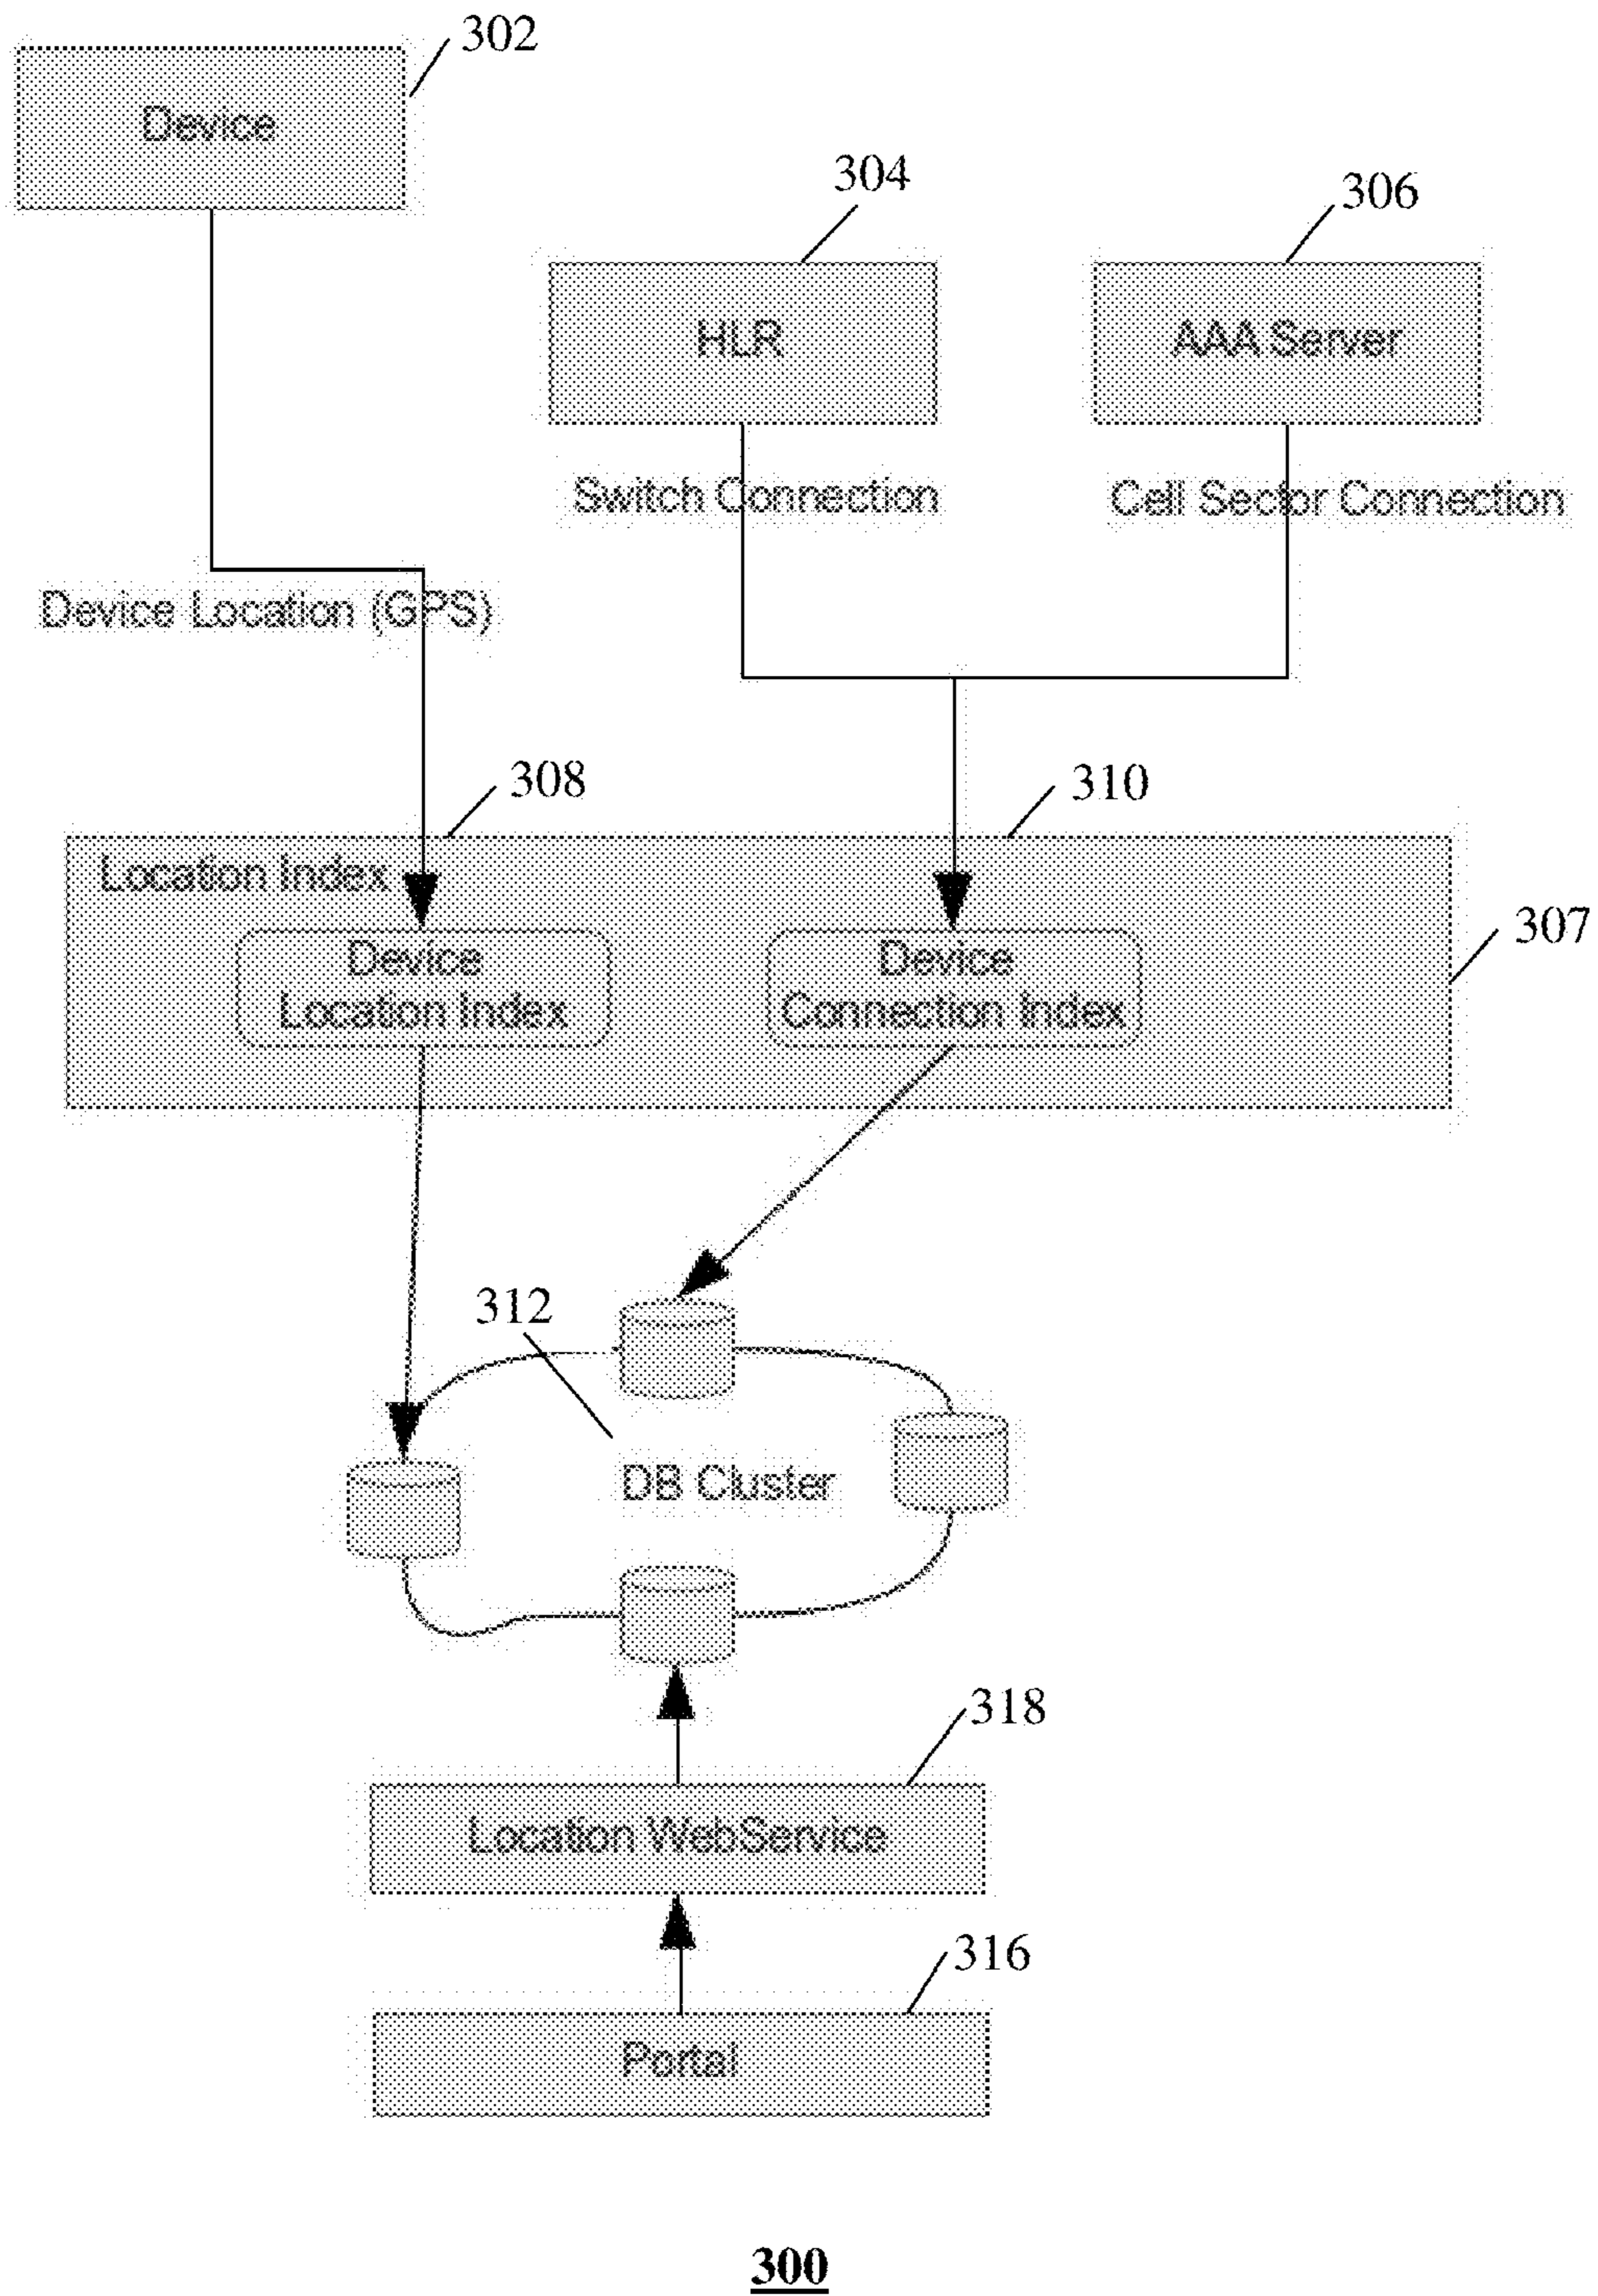 302
Device
304
306
HLR
AAA Server
Switch Connection
Cell Sector Connection
Device Location (GPS)
308
310
Location Index
307
Device
Location Index
Device
Connection Index
312
DB Cluster
318
Location WebService
316
Portal
300